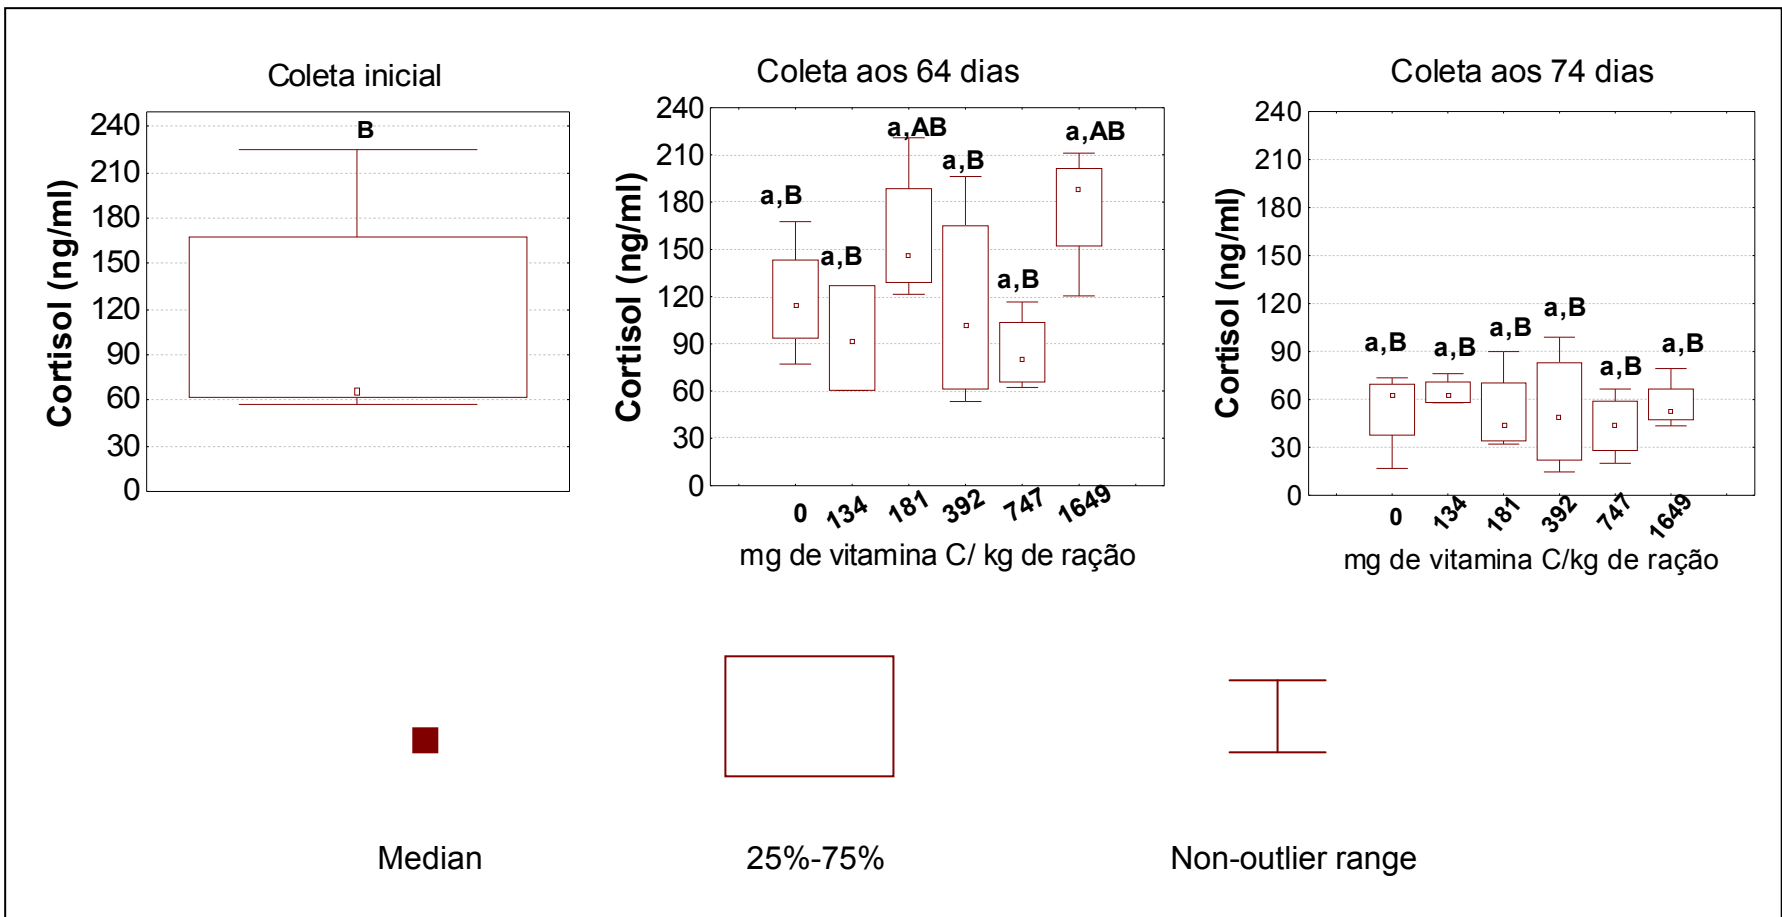 Coleta inicial
Cortisol (ng/ml)
240
210
180
150
120
90
60
30
0
B
Coleta aos 64 dias
Cortisol (ng/ml)
240
210
180
150
120
90
60
30
0
a,B
a,B
a,AB
a,B
a,B
a,AB
0 134 181 392 747 1649
mg de vitamina C/ kg de ração
Coleta aos 74 dias
Cortisol (ng/ml)
240
210
180
150
120
90
60
30
0
a,B
a,B
a,B
a,B
a,B
a,B
0 134 181 392 747 1649
mg de vitamina C/kg de ração
Median
25%-75%
Non-outlier range